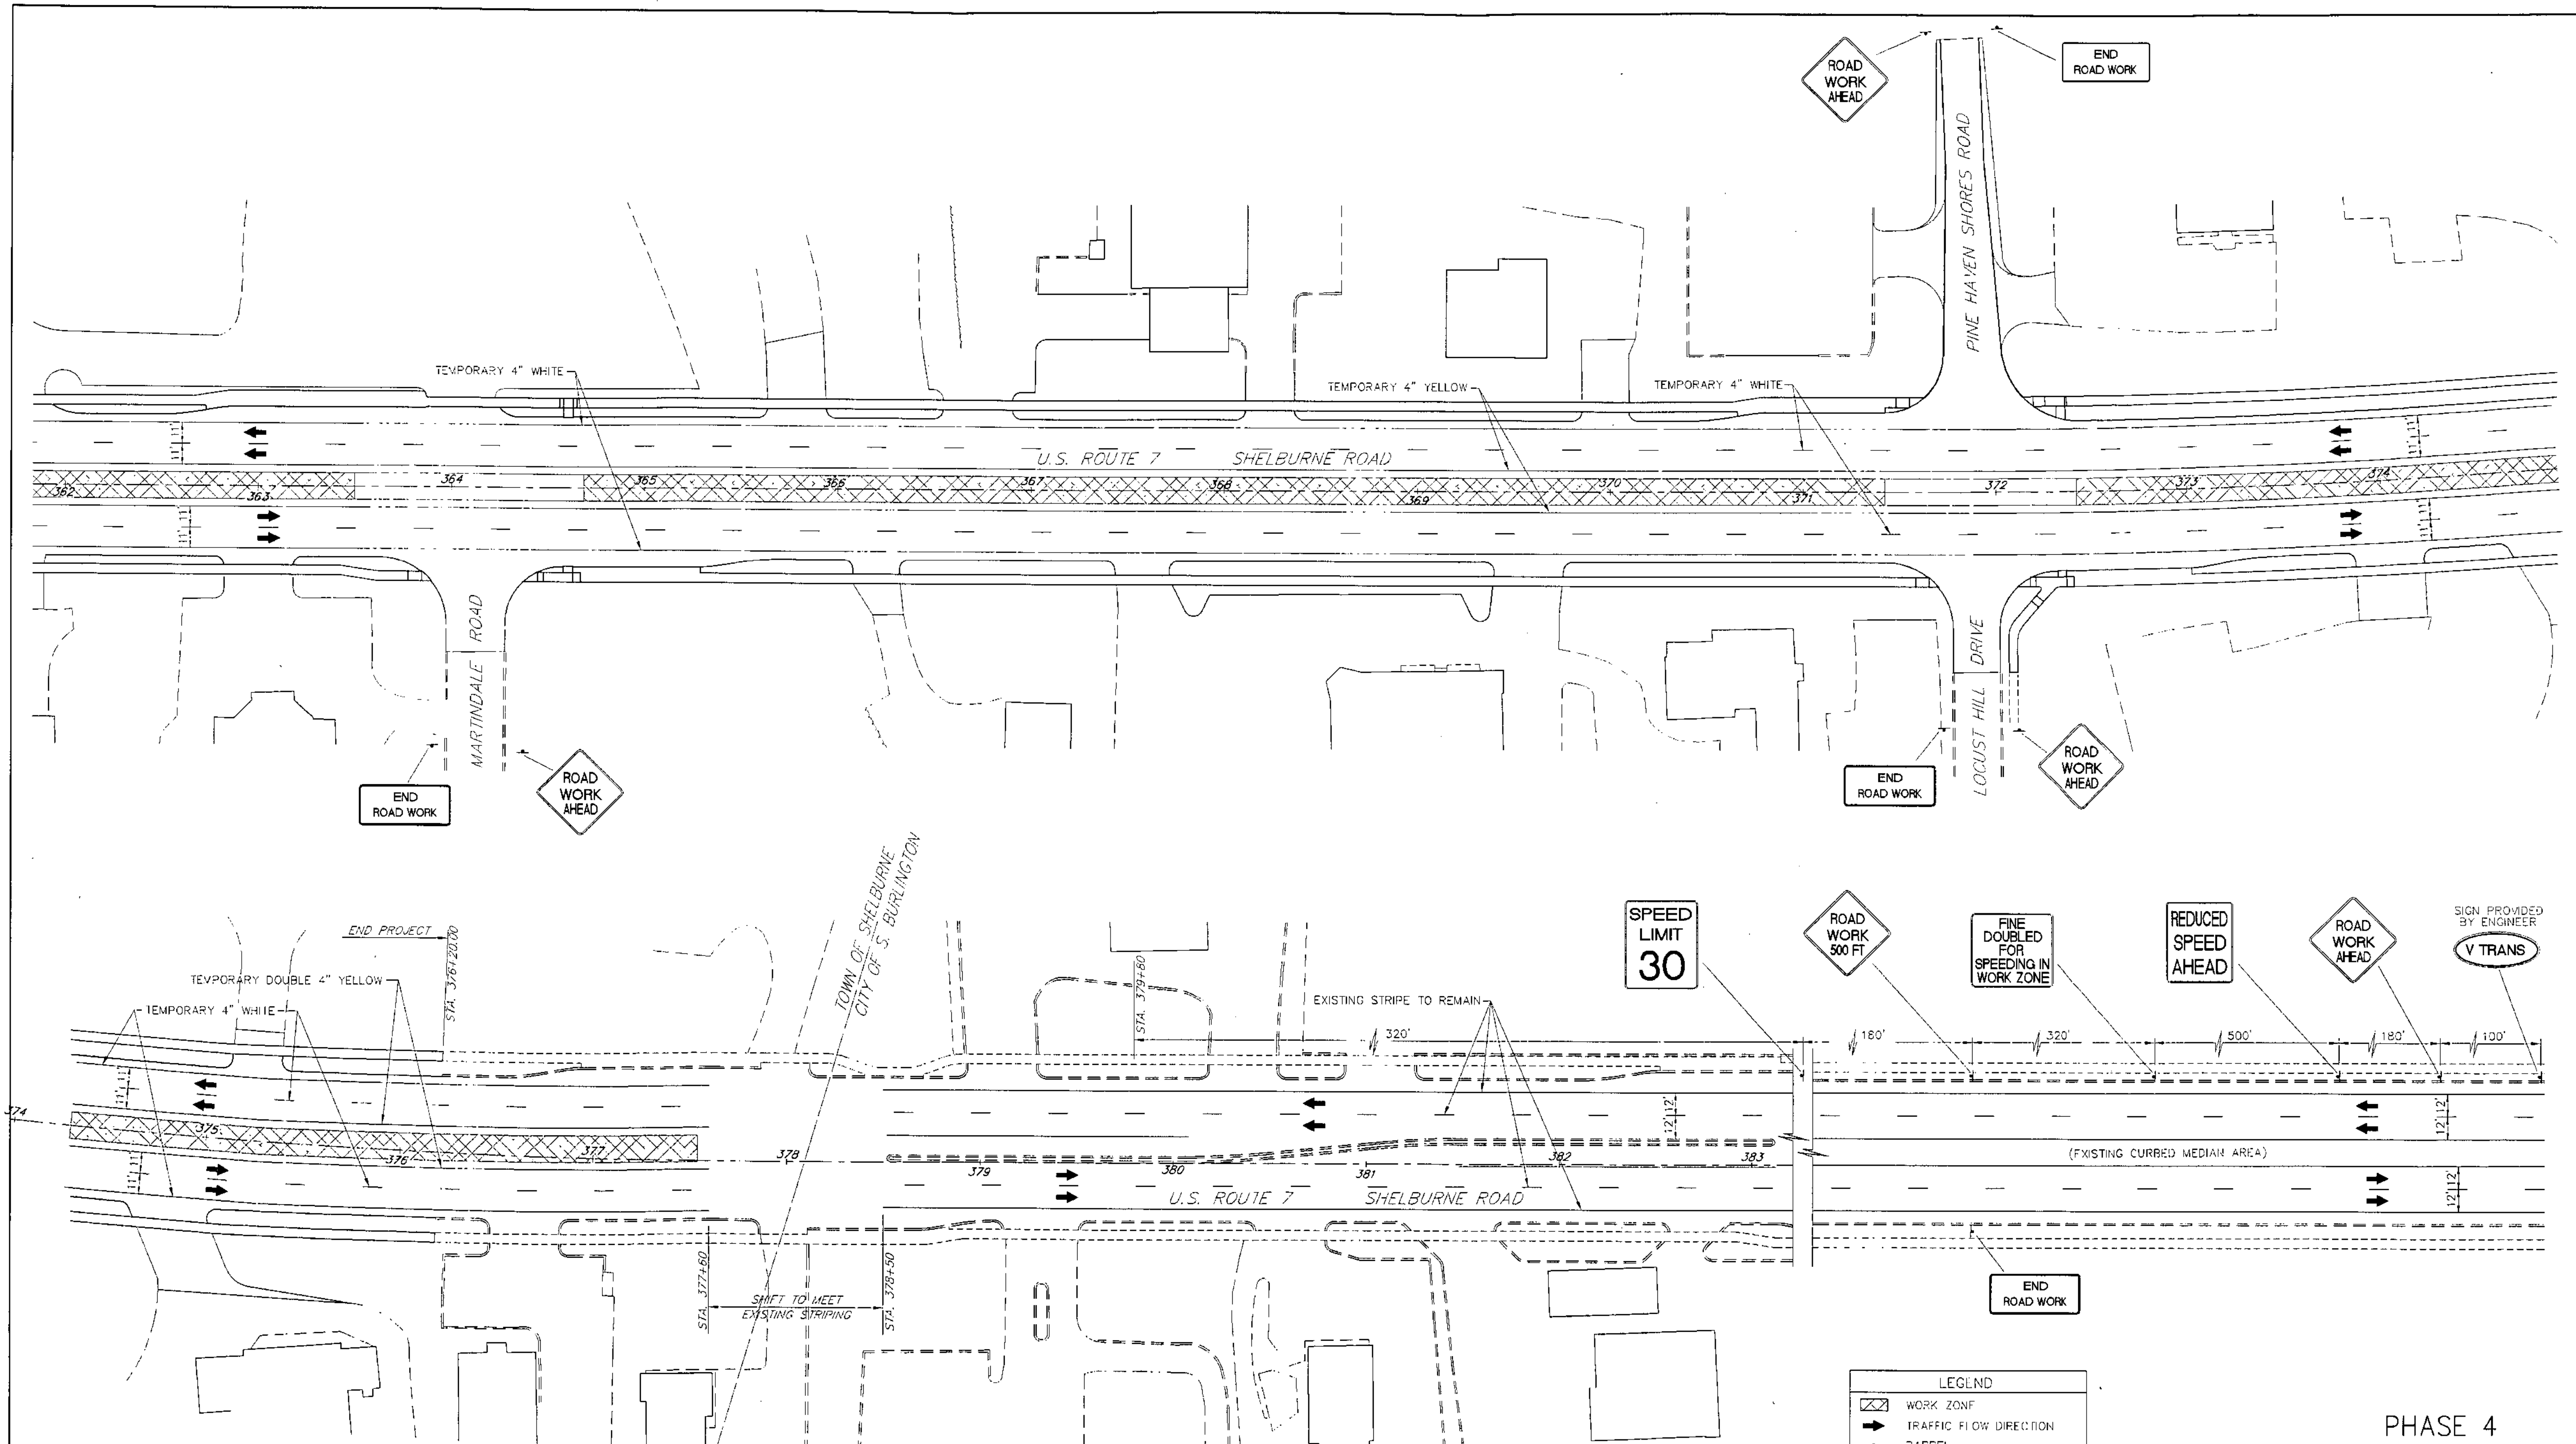 ROAD
WORK
AHEAD
END
ROAD WORK
PINE HAVEN SHORES ROAD
TEMPORARY 4" WHITE
TEMPORARY 4" YELLOW
TEMPORARY 4" WHITE
U.S. ROUTE 7 SHELBURNE ROAD
362
363
364
365
366
367
368
369
370
371
372
373
374
MARTINDALE ROAD
LOCUST HILL DRIVE
END
ROAD WORK
ROAD
WORK
AHEAD
END
ROAD WORK
ROAD
WORK
AHEAD
TOWN OF SHELBURNE
CITY OF S. BURLINGTON
END PROJECT
STA. 376+20.00
TEMPORARY DOUBLE 4" YELLOW
TEMPORARY 4" WHITE
STA. 379+80
EXISTING STRIPE TO REMAIN
SPEED
LIMIT
30
ROAD
WORK
500 FT
FINE
DOUBLED
FOR
SPEEDING IN
WORK ZONE
REDUCED
SPEED
AHEAD
ROAD
WORK
AHEAD
SIGN PROVIDED
BY ENGINEER
V TRANS
320'
180'
320'
500'
180'
100'
374
375
376
377
378
379
380
381
382
383
12' 12'
12' 12'
12' 12'
(EXISTING CURBED MEDIAN AREA)
U.S. ROUTE 7 SHELBURNE ROAD
STA. 377+60
SHIFT TO MEET
EXISTING STRIPING
STA. 378+50
END
ROAD WORK
LEGEND
WORK ZONE
TRAFFIC FLOW DIRECTION
PHASE 4